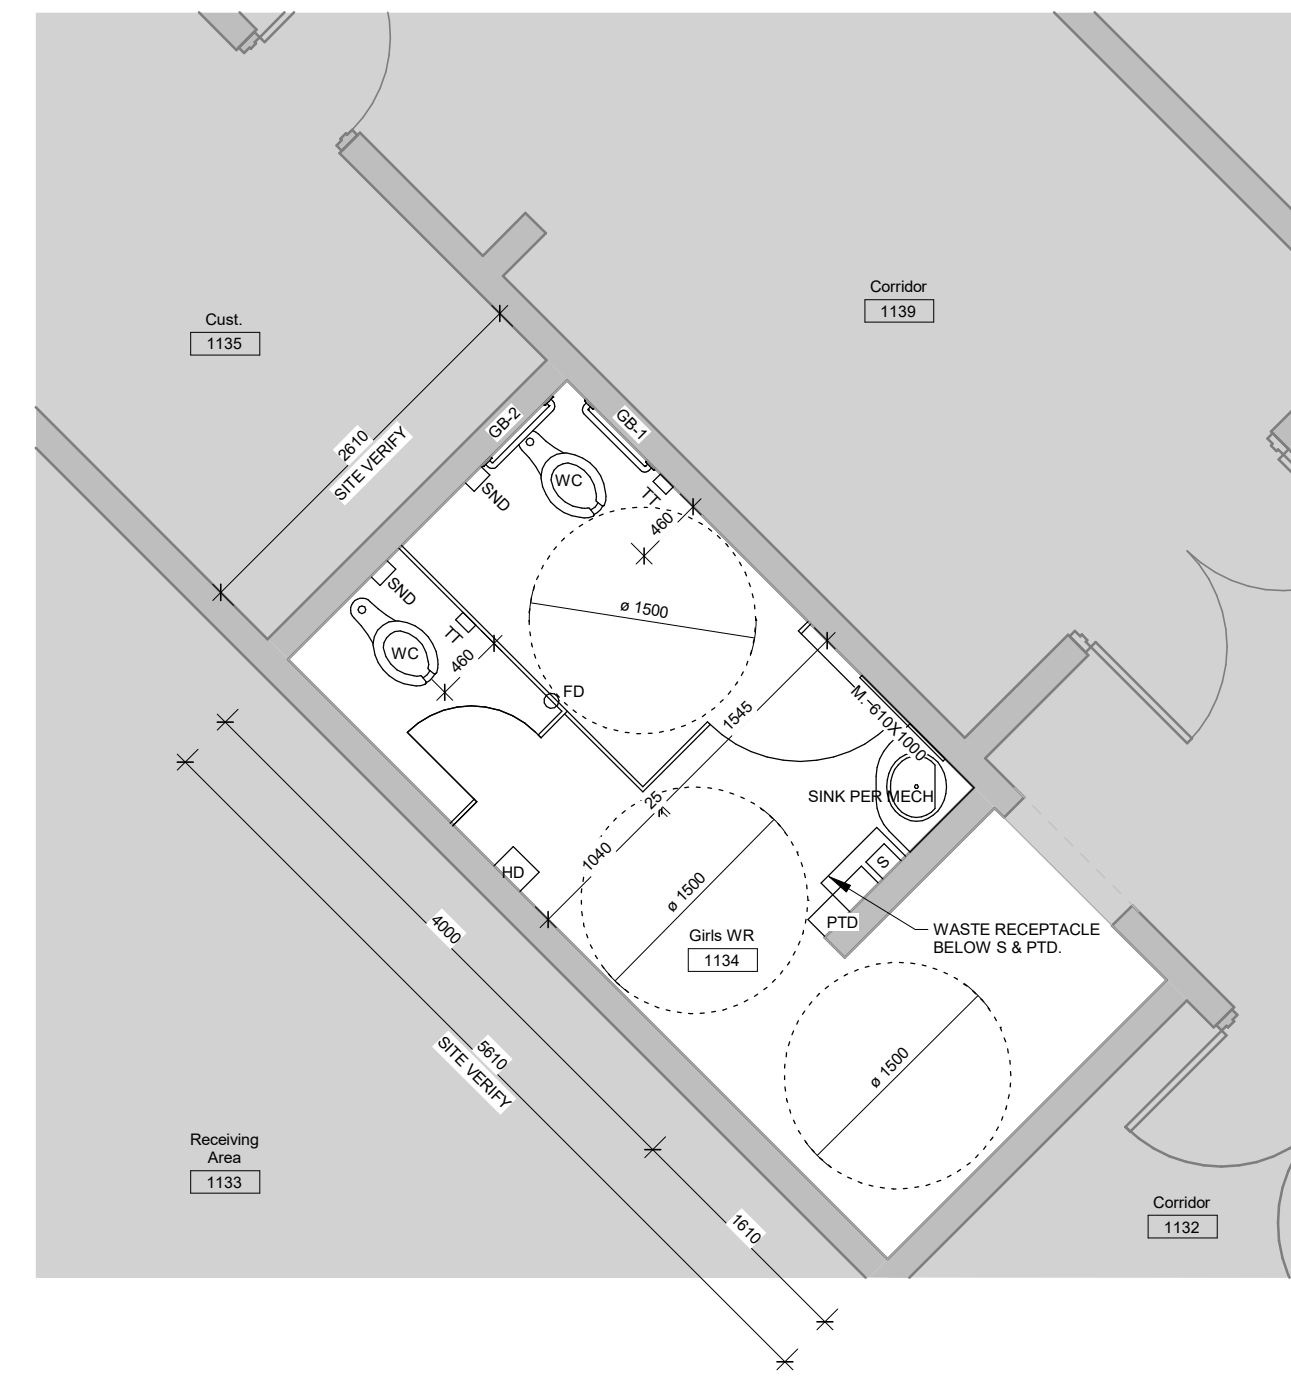 Corridor
1139
Cust.
1135
2610
SITE VERIFY
GB-2
GB-1
WC
SND
TT
460
ø 1500
SND
TT
WC
460
FD
1545
M.-610X1000
SINK PER MECH
25
1040
ø 1500
S
HD
PTD
WASTE RECEPTACLE
BELOW S & PTD.
Girls WR
1134
4000
5610
SITE VERIFY
ø 1500
Receiving
Area
1133
1610
Corridor
1132